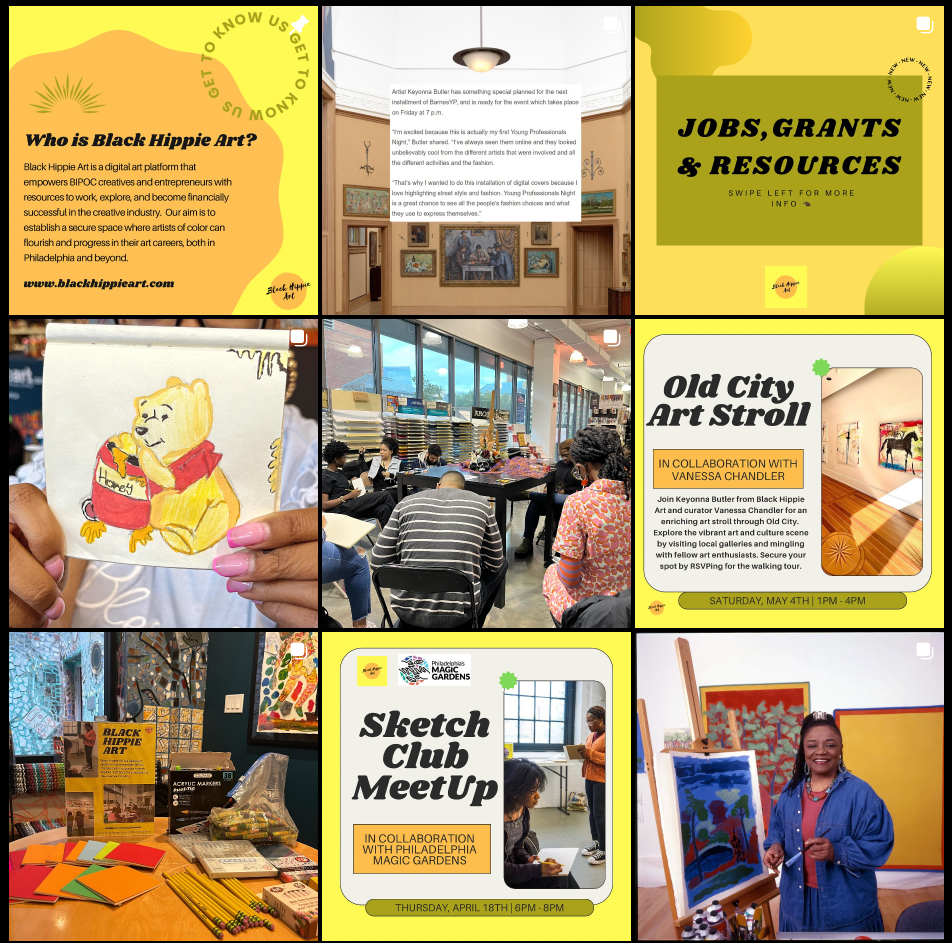 GET TO KNOW US GET TO KNOW US
Who is Black Hippie Art?
Black Hippie Art is a digital art platform that
empowers BIPOC creatives and entrepreneurs with
resources to work, explore, and become financially
successful in the creative industry. Our aim is to
establish a secure space where artists of color can
flourish and progress in their art careers, both in
Philadelphia and beyond.
www.blackhippieart.com
Black Hippie
Art
Artist Keyonna Butler has something special planned for the next
installment of BarnesYP, and is ready for the event which takes place
on Friday at 7 p.m.
"I'm excited because this is actually my first Young Professionals
Night," Butler shared. "I've always seen them online and they looked
unbelievably cool from the different artists that were involved and all
the different activities and the fashion.
"That's why I wanted to do this installation of digital covers because I
love highlighting street style and fashion. Young Professionals Night
is a great chance to see all the people's fashion choices and what
they use to express themselves."
NEW • NEW • NEW • NEW • NEW •
JOBS, GRANTS
& RESOURCES
SWIPE LEFT FOR MORE
INFO
Black Hippie
Art
Honey
Old City
Art Stroll
IN COLLABORATION WITH
VANESSA CHANDLER
Join Keyonna Butler from Black Hippie
Art and curator Vanessa Chandler for an
enriching art stroll through Old City.
Explore the vibrant art and culture scene
by visiting local galleries and mingling
with fellow art enthusiasts. Secure your
spot by RSVPing for the walking tour.
SATURDAY, MAY 4TH | 1PM - 4PM
Black Hippie
Art
BLACK
HIPPIE
ART
ACRYLIC MARKERS
Black Hippie
Art
Philadelphia's
MAGIC
GARDENS
Sketch
Club
MeetUp
IN COLLABORATION
WITH PHILADELPHIA
MAGIC GARDENS
THURSDAY, APRIL 18TH | 6PM - 8PM